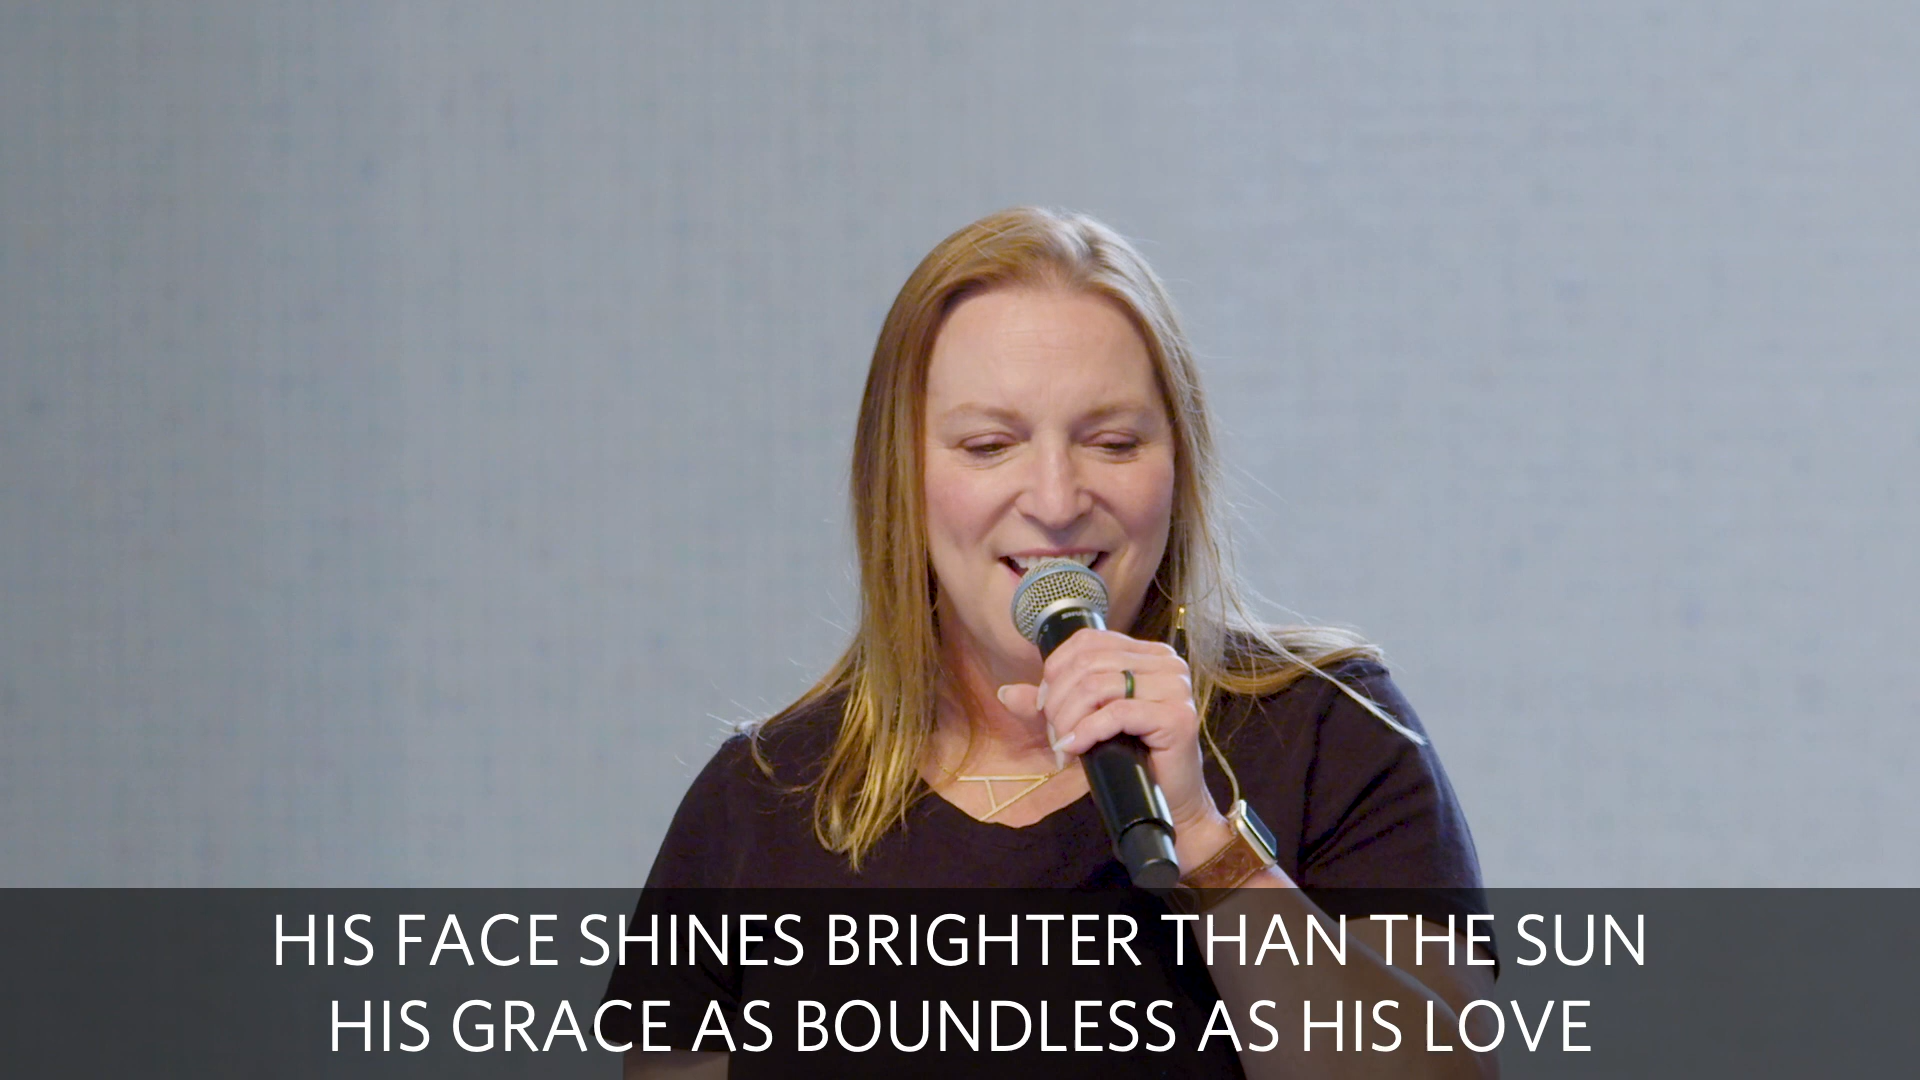 HIS FACE SHINES BRIGHTER THAN THE SUN
HIS GRACE AS BOUNDLESS AS HIS LOVE